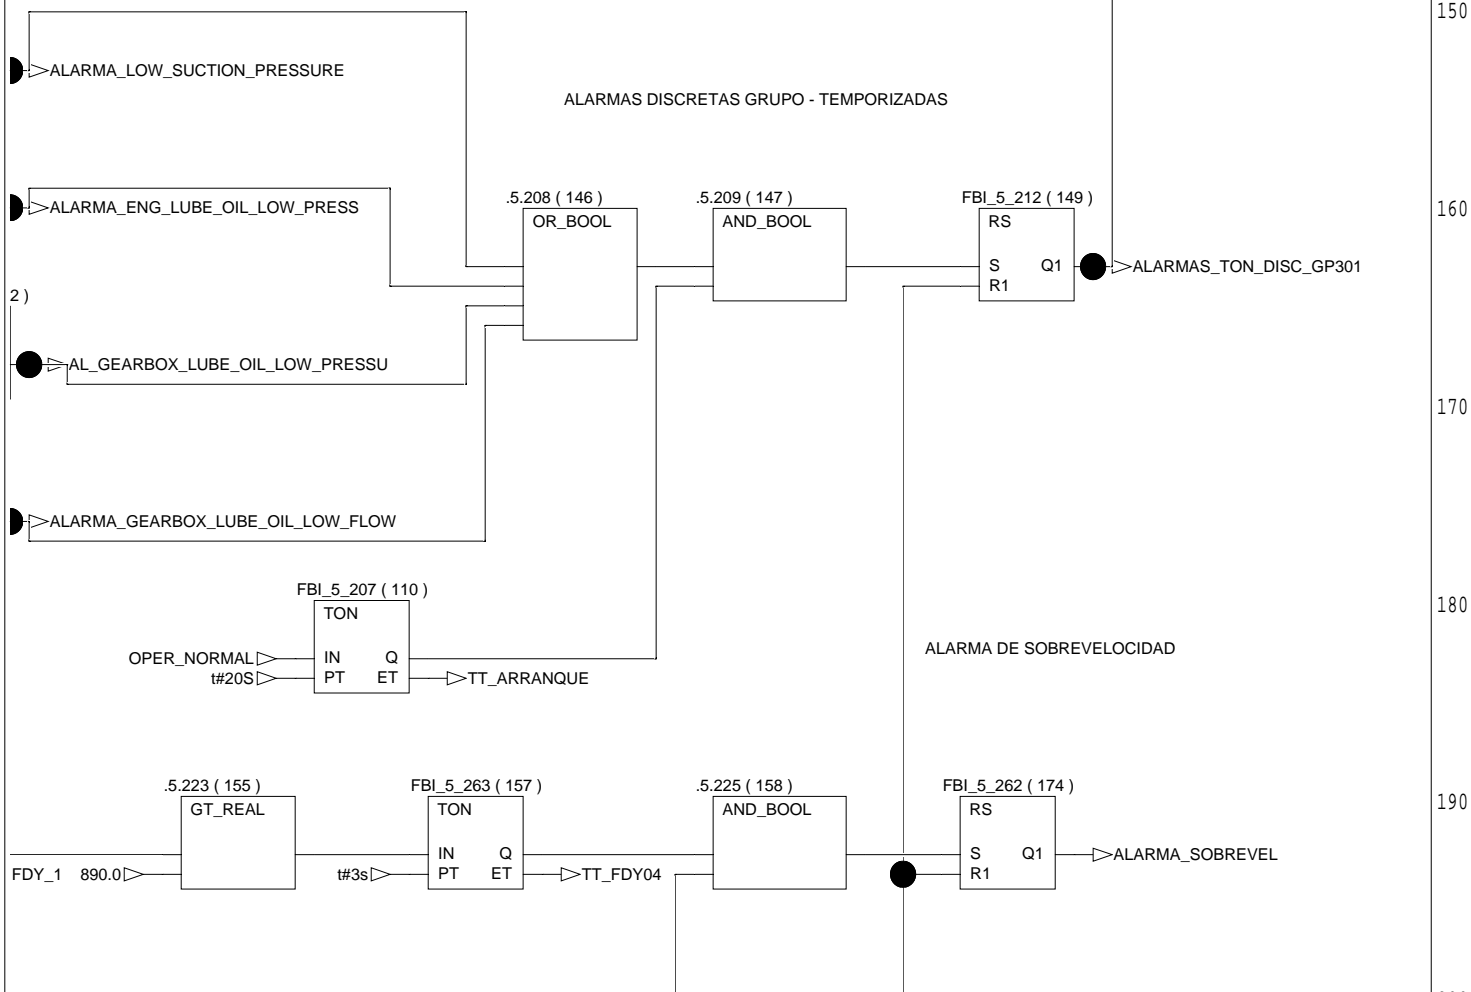 150
ALARMA_LOW_SUCTION_PRESSURE
ALARMAS DISCRETAS GRUPO - TEMPORIZADAS
.5.208 ( 146 )
.5.209 ( 147 )
FBI_5_212 ( 149 )
ALARMA_ENG_LUBE_OIL_LOW_PRESS
160
OR_BOOL
AND_BOOL
RS
S Q1
ALARMAS_TON_DISC_GP301
R1
2 )
AL_GEARBOX_LUBE_OIL_LOW_PRESSU
170
ALARMA_GEARBOX_LUBE_OIL_LOW_FLOW
FBI_5_207 ( 110 )
TON
180
OPER_NORMAL
IN Q
t#20S
PT ET
TT_ARRANQUE
ALARMA DE SOBREVELOCIDAD
.5.223 ( 155 )
FBI_5_263 ( 157 )
.5.225 ( 158 )
FBI_5_262 ( 174 )
190
GT_REAL
TON
AND_BOOL
RS
IN Q
S Q1
ALARMA_SOBREVEL
FDY_1 890.0
t#3s
PT ET
TT_FDY04
R1